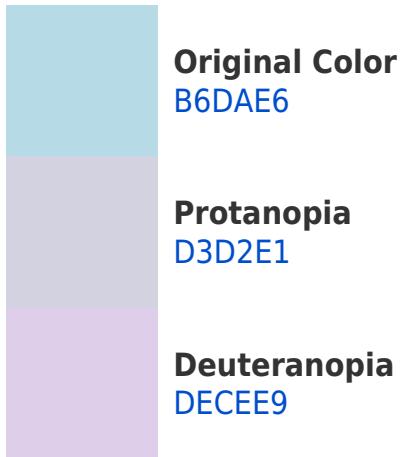 Original Color
B6DAE6
Protanopia
D3D2E1
Deuteranopia
DECEE9